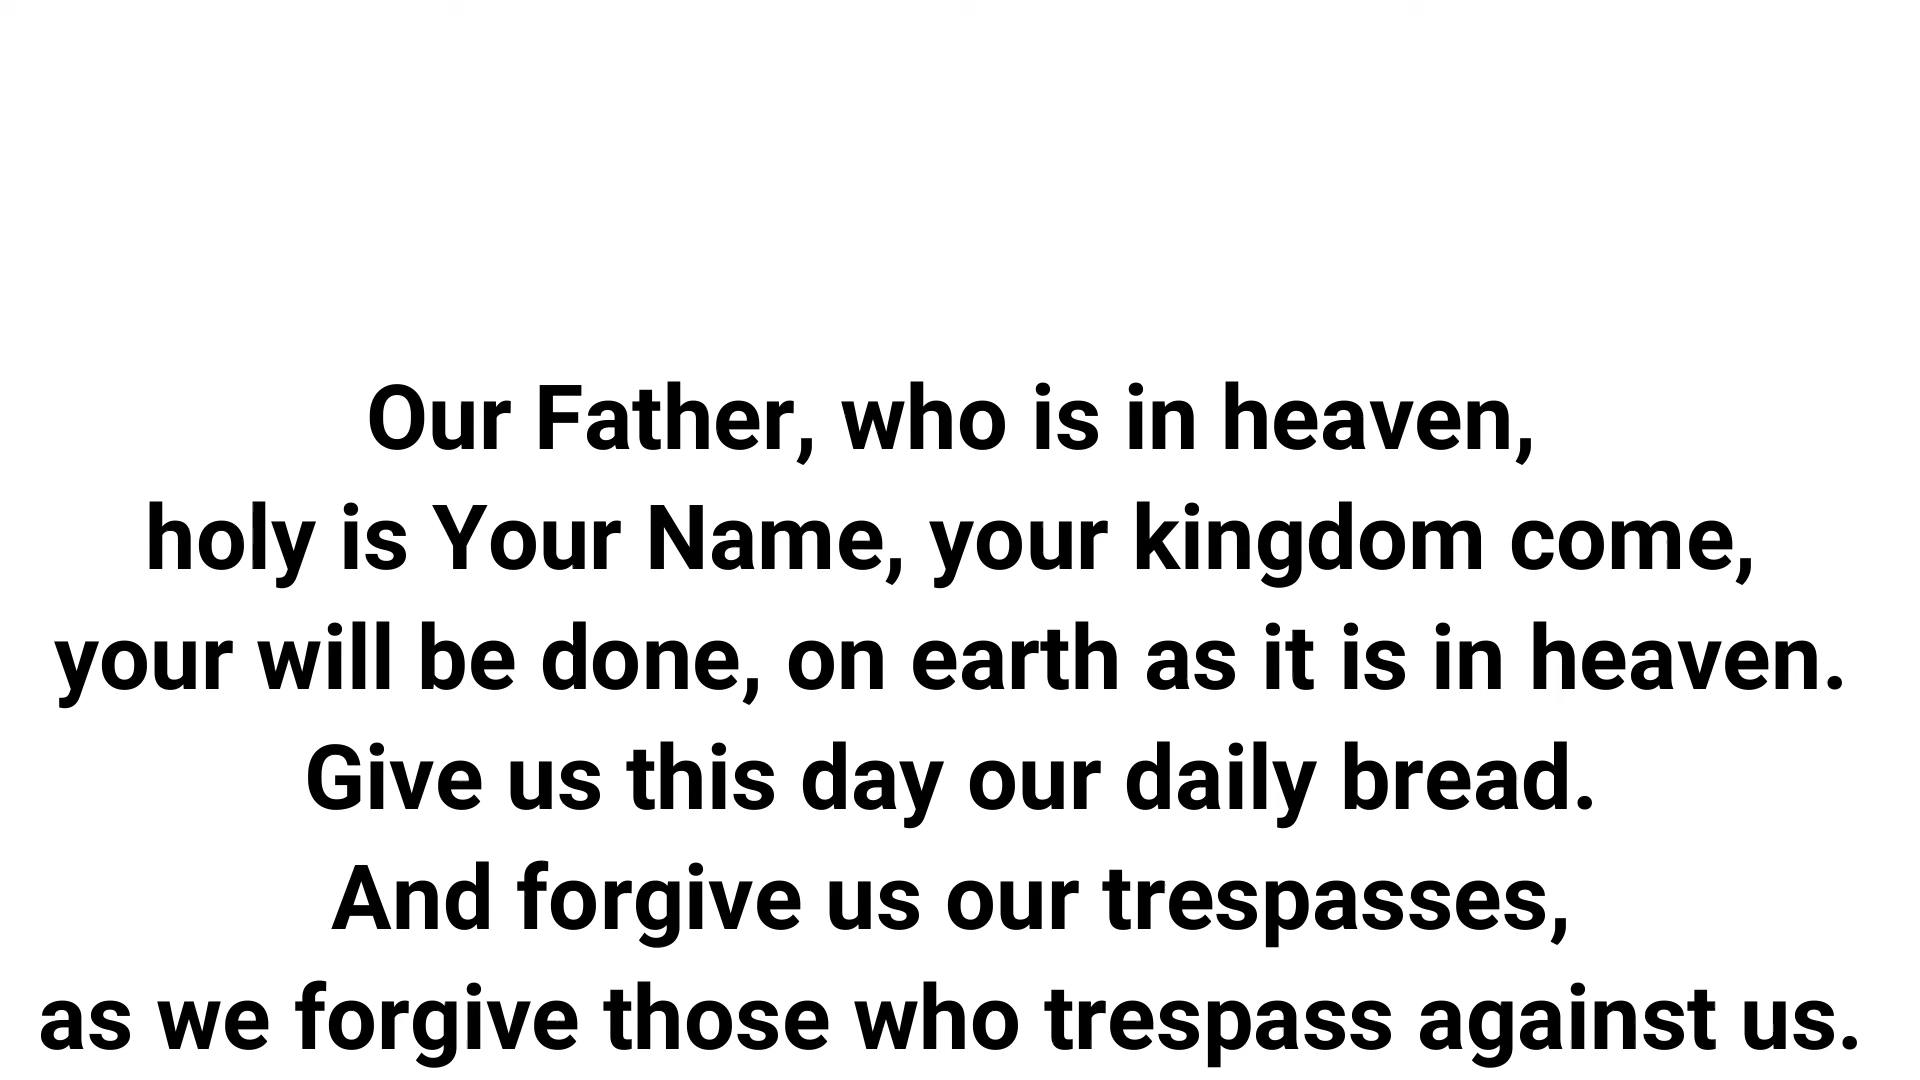 Our Father, who is in heaven,
holy is Your Name, your kingdom come,
your will be done, on earth as it is in heaven.
Give us this day our daily bread.
And forgive us our trespasses,
as we forgive those who trespass against us.